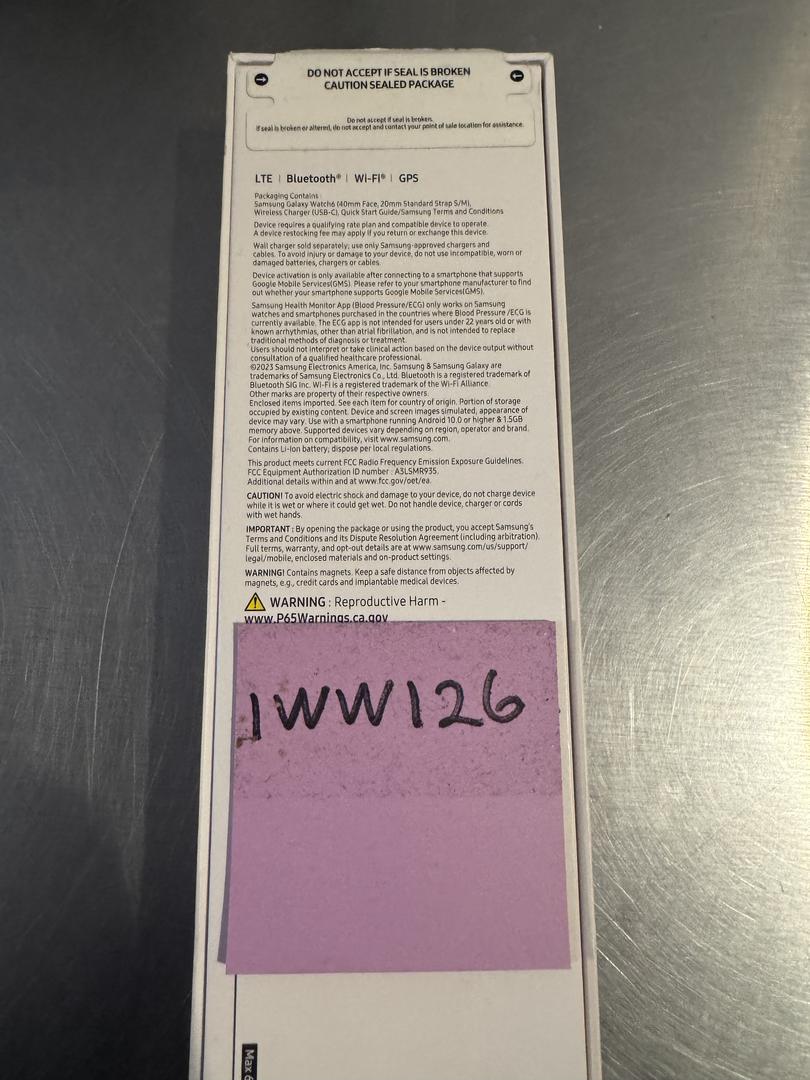 DO NOT ACCEPT IF SEAL IS BROKEN
CAUTION SEALED PACKAGE
Do not accept if seal is broken.
If seal is broken or altered, do not accept and contact your point of sale location for assistance.
LTE | Bluetooth® | Wi-Fi® | GPS
Packaging Contains :
Samsung Galaxy Watch6 (40mm Face, 20mm Standard Strap S/M),
Wireless Charger (USB-C), Quick Start Guide/Samsung Terms and Conditions
Device requires a qualifying rate plan and compatible device to operate.
A device restocking fee may apply if you return or exchange this device.
Wall charger sold separately; use only Samsung-approved chargers and
cables. To avoid injury or damage to your device, do not use incompatible, worn or
damaged batteries, chargers or cables.
Device activation is only available after connecting to a smartphone that supports
Google Mobile Services(GMS). Please refer to your smartphone manufacturer to find
out whether your smartphone supports Google Mobile Services(GMS).
Samsung Health Monitor App (Blood Pressure/ECG) only works on Samsung
watches and smartphones purchased in the countries where Blood Pressure /ECG is
currently available. The ECG app is not intended for users under 22 years old or with
known arrhythmias, other than atrial fibrillation, and is not intended to replace
traditional methods of diagnosis or treatment.
Users should not interpret or take clinical action based on the device output without
consultation of a qualified healthcare professional.
©2023 Samsung Electronics America, Inc. Samsung & Samsung Galaxy are
trademarks of Samsung Electronics Co., Ltd. Bluetooth is a registered trademark of
Bluetooth SIG Inc. Wi-Fi is a registered trademark of the Wi-Fi Alliance.
Other marks are property of their respective owners.
Enclosed items imported. See each item for country of origin. Portion of storage
occupied by existing content. Device and screen images simulated, appearance of
device may vary. Use with a smartphone running Android 10.0 or higher & 1.5GB
memory above. Supported devices vary depending on region, operator and brand.
For information on compatibility, visit www.samsung.com.
Contains Li-Ion battery; dispose per local regulations.
This product meets current FCC Radio Frequency Emission Exposure Guidelines.
FCC Equipment Authorization ID number : A3LSMR935.
Additional details within and at www.fcc.gov/oet/ea.
CAUTION! To avoid electric shock and damage to your device, do not charge device
while it is wet or where it could get wet. Do not handle device, charger or cords
with wet hands.
IMPORTANT : By opening the package or using the product, you accept Samsung's
Terms and Conditions and its Dispute Resolution Agreement (including arbitration).
Full terms, warranty, and opt-out details are at www.samsung.com/us/support/
legal/mobile, enclosed materials and on-product settings.
WARNING! Contains magnets. Keep a safe distance from objects affected by
magnets, e.g., credit cards and implantable medical devices.
WARNING : Reproductive Harm -
www.P65Warnings.ca.gov
1WW126
Max